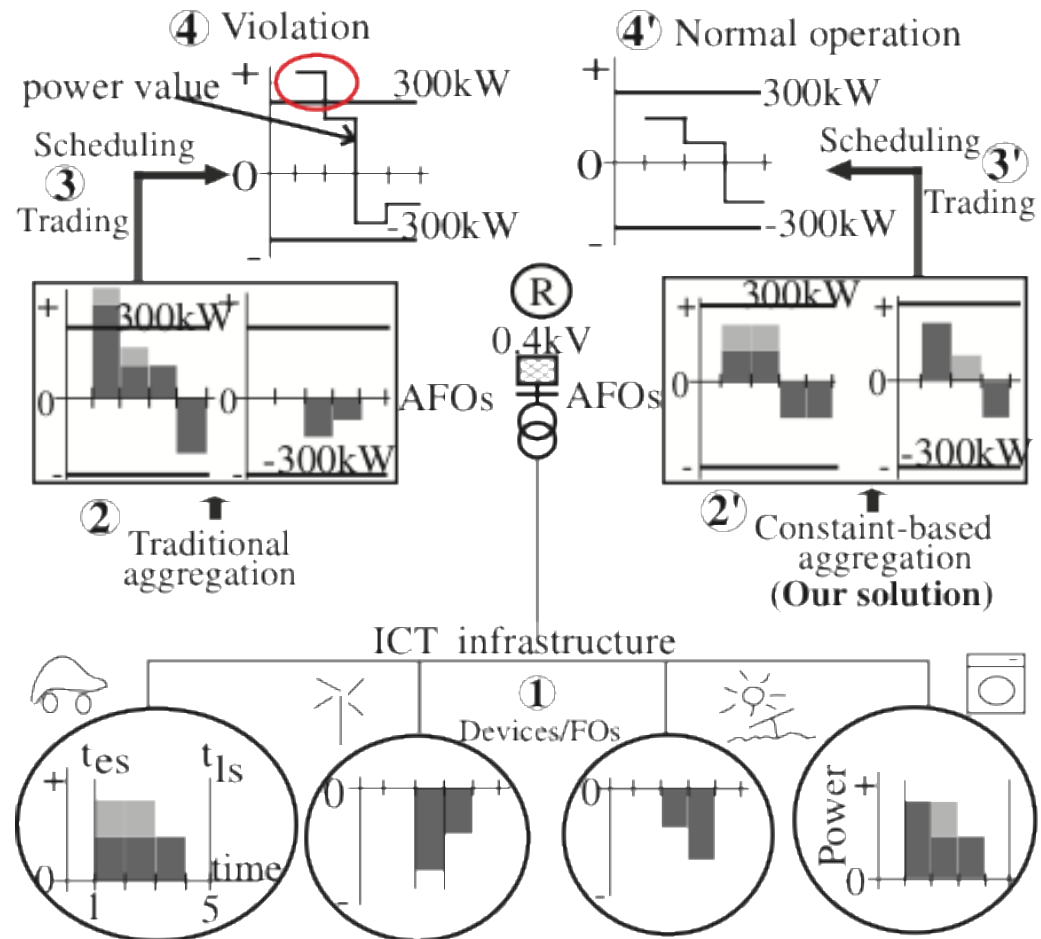 4 Violation
4' Normal operation
+
300kW
power value
0
-300kW
-
Scheduling
3
Trading
+
300kW
0
-300kW
-
Scheduling
3'
Trading
+
300kW
0
-
+
0
-300kW
AFOs
R
0.4kV
AFOs
+
300kW
0
-
+
0
-
-300kW
2
Traditional
aggregation
2'
Constaint-based
aggregation
(Our solution)
ICT infrastructure
1
Devices/FOs
+
tes
tls
0
time
1
5
0
-
0
-
Power
+
0